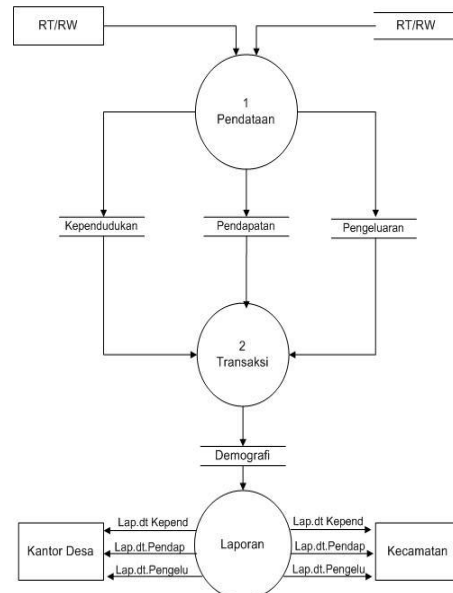 RT/RW
RT/RW
1
Pendataan
Kependudukan
Pendapatan
Pengeluaran
2
Transaksi
Demografi
Lap.dt Kepend
Lap.dt Kepend
Kantor Desa
Lap.dt.Pendap
Laporan
Lap.dt.Pendap
Kecamatan
Lap.dt.Pengelu
Lap.dt.Pengelu